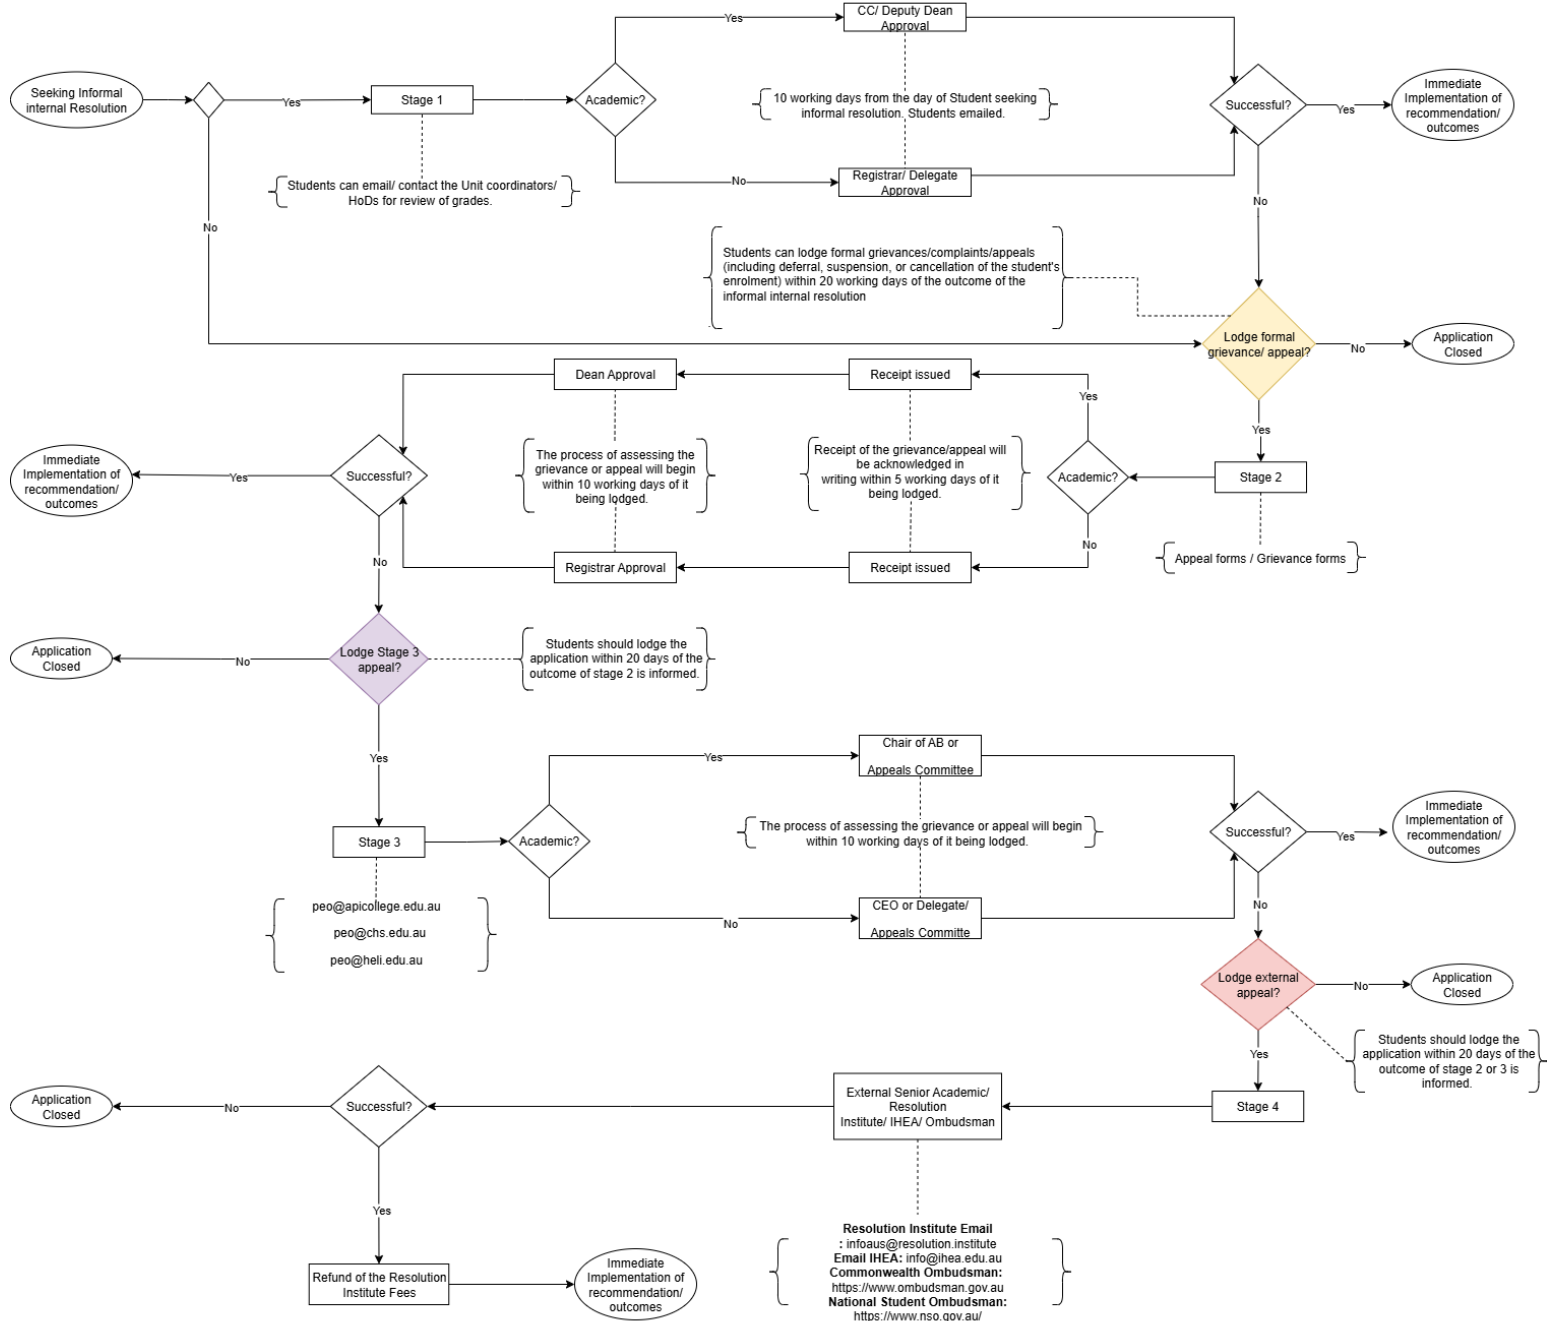 CC/ Deputy Dean
Approval
Yes
Seeking Informal
internal Resolution
Yes
Stage 1
Academic?
10 working days from the day of Student seeking
informal resolution. Students emailed.
Successful?
Yes
Immediate
Implementation of
recommendation/
outcomes
Students can email/ contact the Unit coordinators/
HoDs for review of grades.
No
Registrar/ Delegate
Approval
No
No
Students can lodge formal grievances/complaints/appeals
(including deferral, suspension, or cancellation of the student's
enrolment) within 20 working days of the outcome of the
informal internal resolution
Lodge formal
grievance/ appeal?
No
Application
Closed
Dean Approval
Receipt issued
Yes
Yes
Immediate
Implementation of
recommendation/
outcomes
Yes
Successful?
The process of assessing the
grievance or appeal will begin
within 10 working days of it
being lodged.
Receipt of the grievance/appeal will
be acknowledged in
writing within 5 working days of it
being lodged.
Academic?
Stage 2
No
No
Registrar Approval
Receipt issued
Appeal forms / Grievance forms
Application
Closed
No
Lodge Stage 3
appeal?
Students should lodge the
application within 20 days of the
outcome of stage 2 is informed.
Yes
Yes
Chair of AB or
Appeals Committee
Stage 3
Academic?
The process of assessing the grievance or appeal will begin
within 10 working days of it being lodged.
Successful?
Yes
Immediate
Implementation of
recommendation/
outcomes
peo@apicollege.edu.au
peo@chs.edu.au
peo@heli.edu.au
No
CEO or Delegate/
Appeals Committe
No
Lodge external
appeal?
No
Application
Closed
Yes
Students should lodge the
application within 20 days of the
outcome of stage 2 or 3 is
informed.
Application
Closed
No
Successful?
External Senior Academic/
Resolution
Institute/ IHEA/ Ombudsman
Stage 4
Yes
Refund of the Resolution
Institute Fees
Immediate
Implementation of
recommendation/
outcomes
Resolution Institute Email
: infoaus@resolution.institute
Email IHEA: info@ihea.edu.au
Commonwealth Ombudsman:
https://www.ombudsman.gov.au
National Student Ombudsman:
https://www.nso.gov.au/